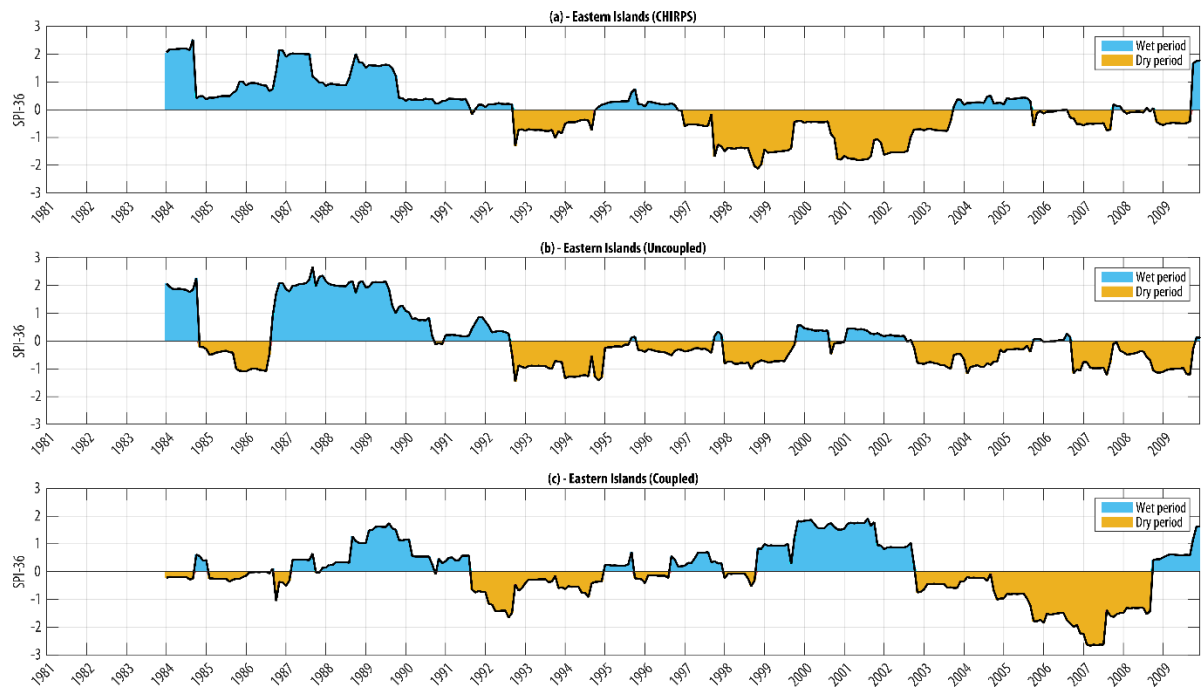 (a) - Eastern Islands (CHIRPS)
SPI-36
3
2
1
0
-1
-2
-3
Wet period
Dry period
1981 1982 1983 1984 1985 1986 1987 1988 1989 1990 1991 1992 1993 1994 1995 1996 1997 1998 1999 2000 2001 2002 2003 2004 2005 2006 2007 2008 2009
(b) - Eastern Islands (Uncoupled)
SPI-36
3
2
1
0
-1
-2
-3
Wet period
Dry period
1981 1982 1983 1984 1985 1986 1987 1988 1989 1990 1991 1992 1993 1994 1995 1996 1997 1998 1999 2000 2001 2002 2003 2004 2005 2006 2007 2008 2009
(c) - Eastern Islands (Coupled)
SPI-36
3
2
1
0
-1
-2
-3
Wet period
Dry period
1981 1982 1983 1984 1985 1986 1987 1988 1989 1990 1991 1992 1993 1994 1995 1996 1997 1998 1999 2000 2001 2002 2003 2004 2005 2006 2007 2008 2009